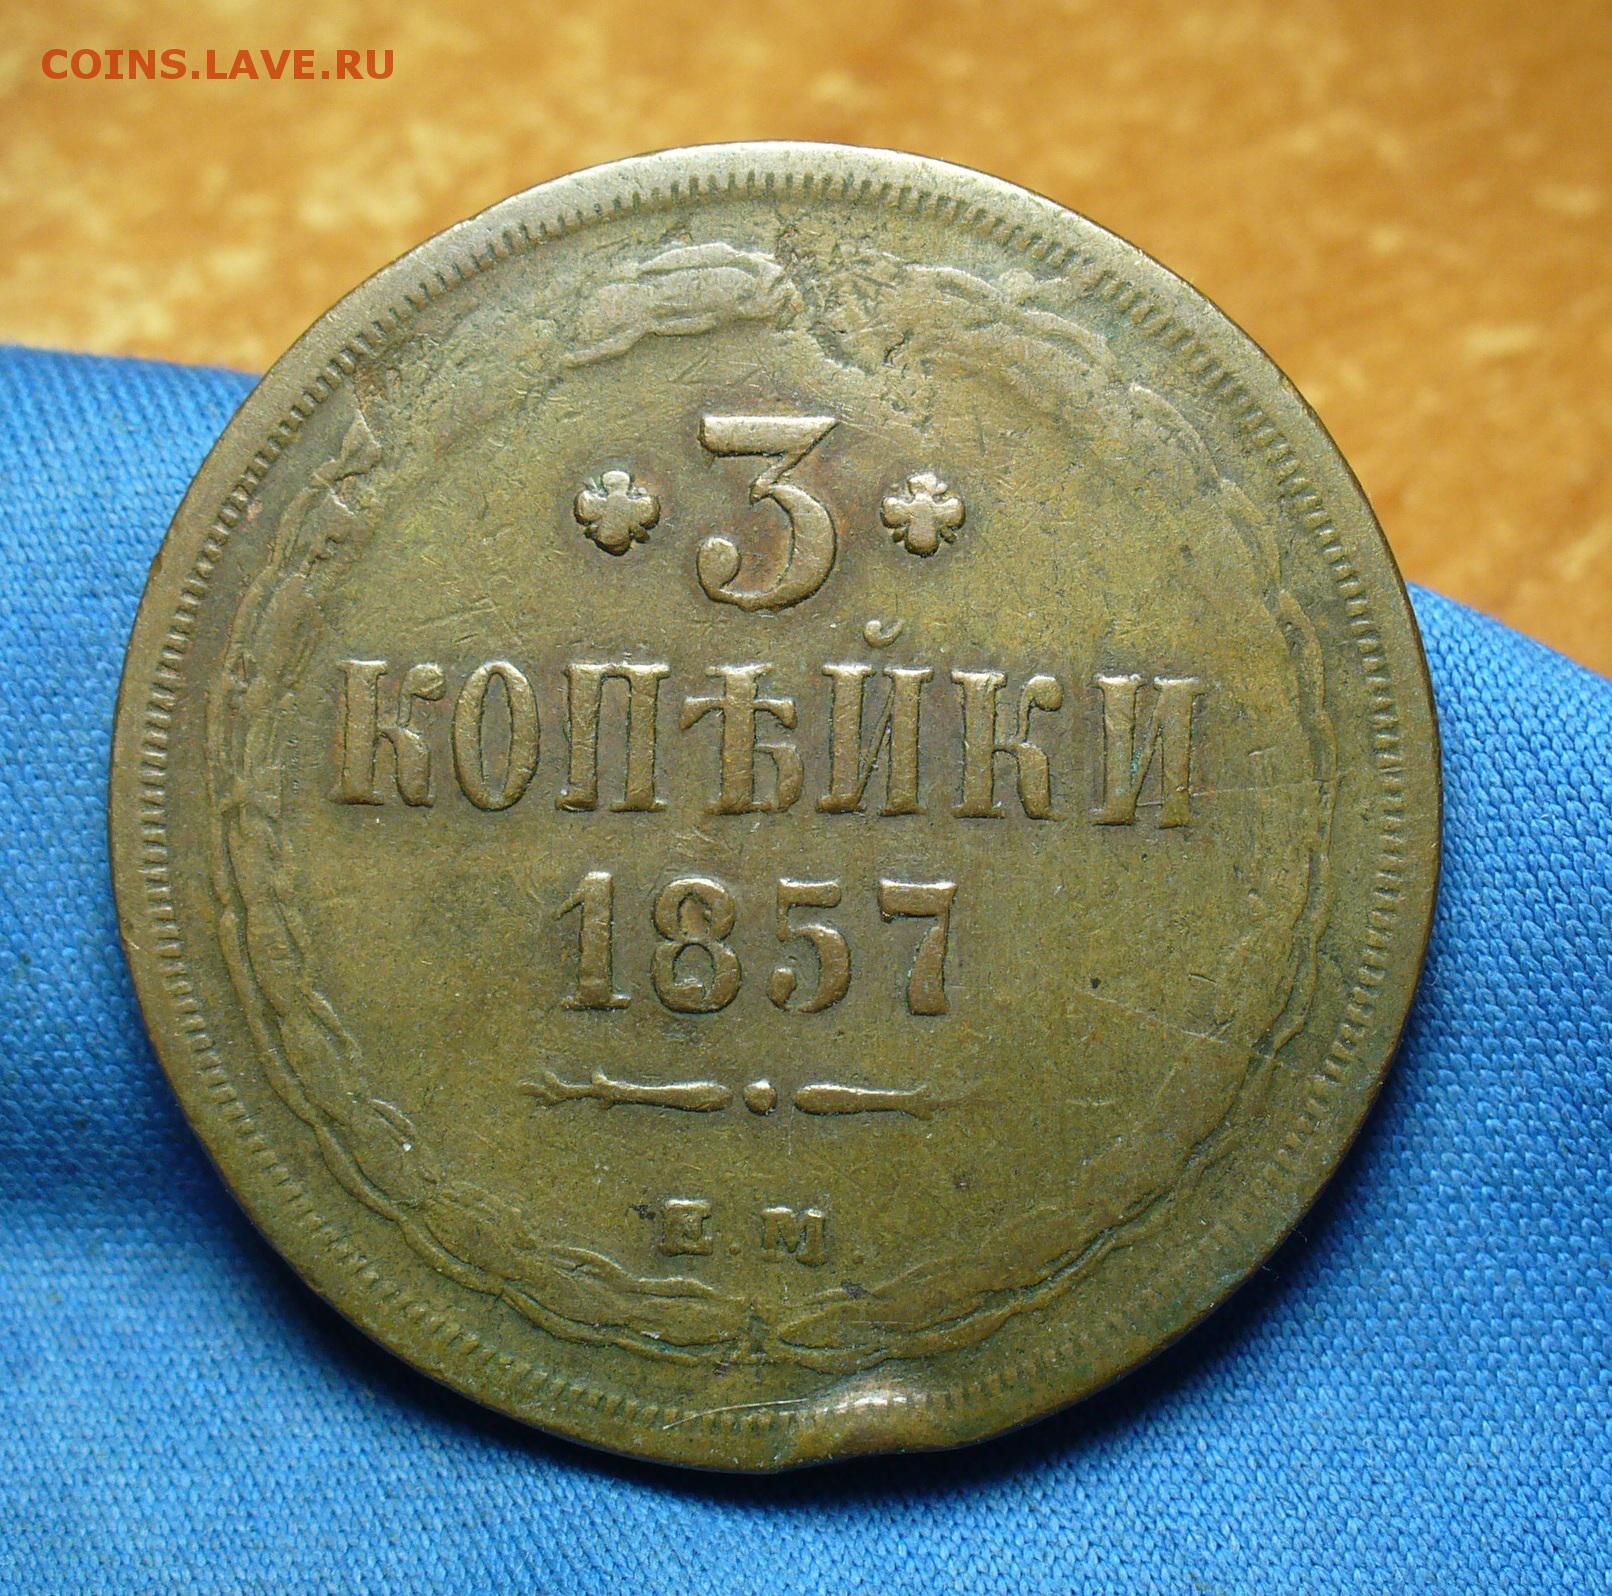 COINS.LAVE.RU
3
КОПѢЙКИ
1857
Е.М.